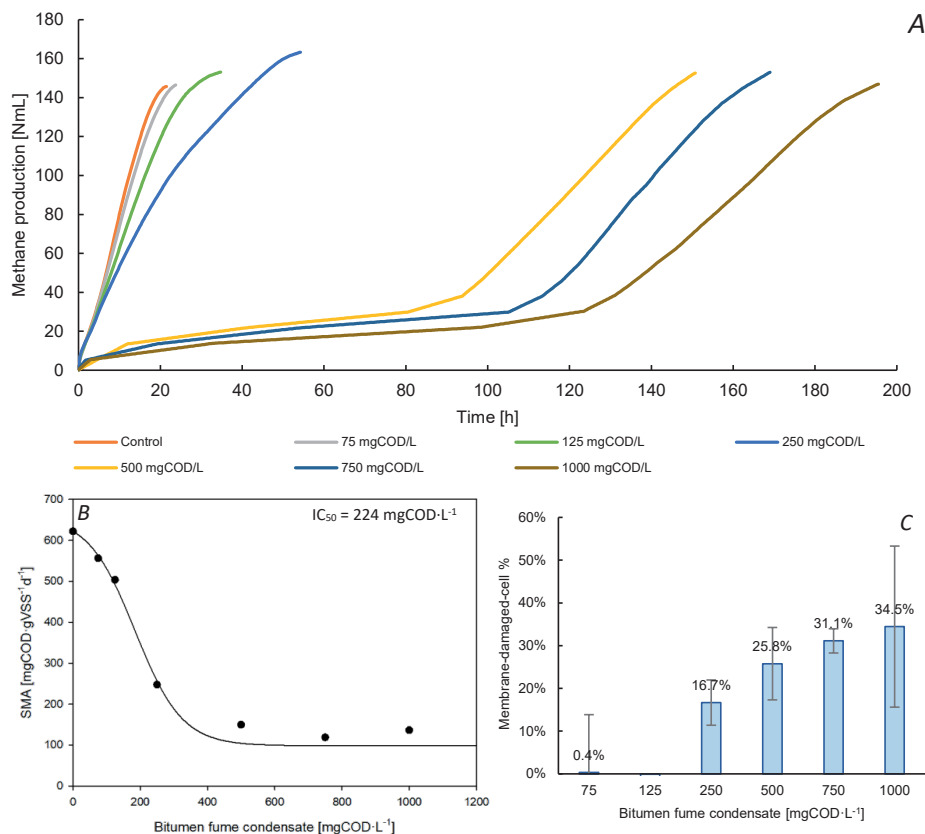 A
Methane production [NmL]
180
160
140
120
100
80
60
40
20
0
0 20 40 60 80 100 120 140 160 180 200
Time [h]
Control 75 mgCOD/L 125 mgCOD/L 250 mgCOD/L
500 mgCOD/L 750 mgCOD/L 1000 mgCOD/L
B
IC₅₀ = 224 mgCOD·L⁻¹
SMA [mgCOD·gVSS⁻¹d⁻¹]
700
600
500
400
300
200
100
0
0 200 400 600 800 1000 1200
Bitumen fume condensate [mgCOD·L⁻¹]
C
Membrane-damaged-cell %
60%
50%
40%
30%
20%
10%
0%
0.4%
16.7%
25.8%
31.1%
34.5%
75 125 250 500 750 1000
Bitumen fume condensate [mgCOD·L⁻¹]